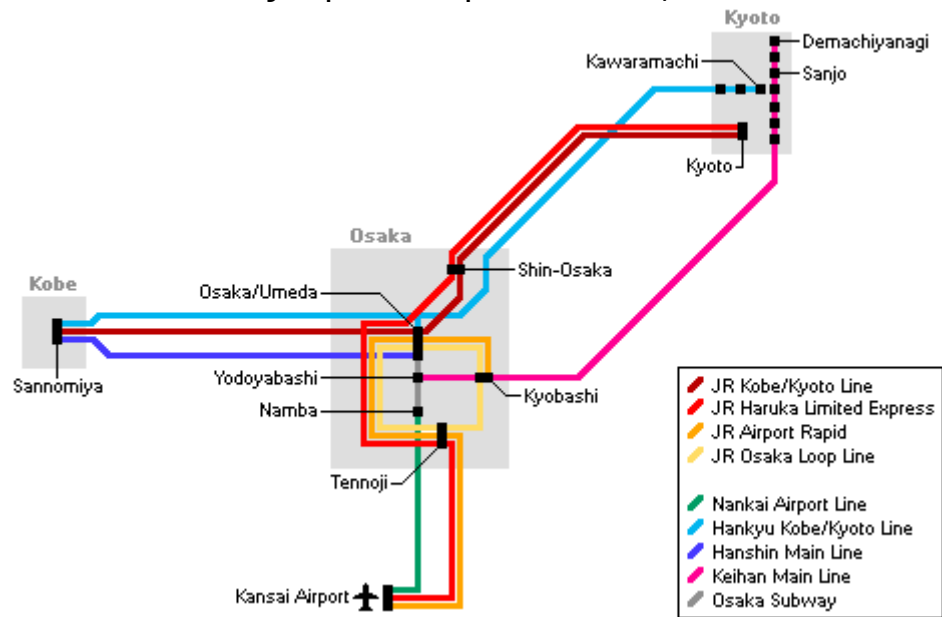 Kyoto
Demachiyanagi
Kawaramachi
Sanjo
Kyoto
Osaka
Shin-Osaka
Kobe
Osaka/Umeda
Sannomiya
Yodoyabashi
Kyobashi
Namba
Tennoji
Kansai Airport
JR Kobe/Kyoto Line
JR Haruka Limited Express
JR Airport Rapid
JR Osaka Loop Line
Nankai Airport Line
Hankyu Kobe/Kyoto Line
Hanshin Main Line
Keihan Main Line
Osaka Subway